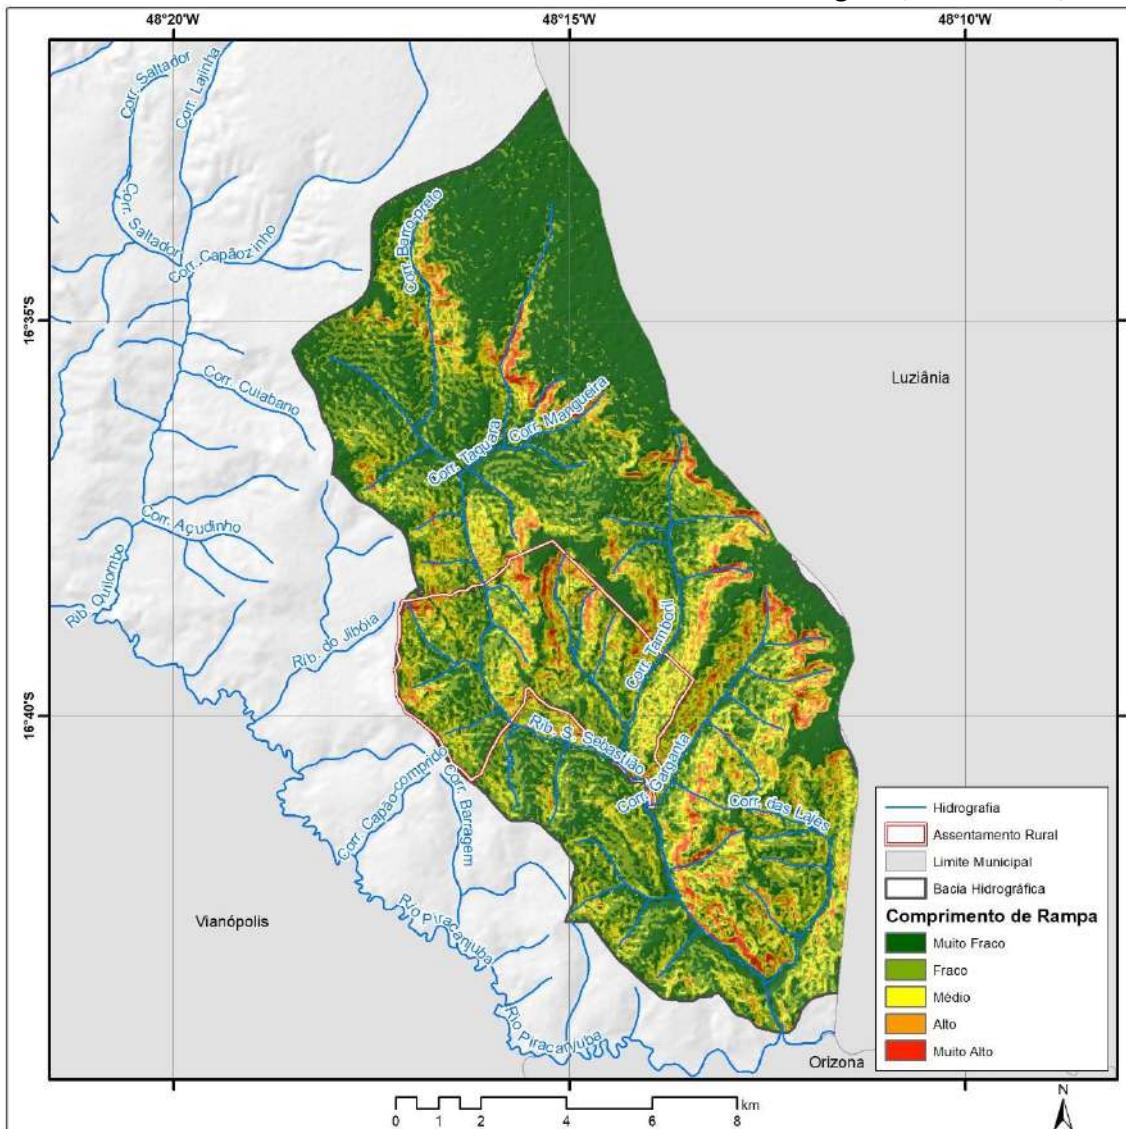 48°20'W
48°15'W
48°10'W
Corr. Saltador
Corr. Lajinha
Corr. Saltador
Corr. Capãozinho
Corr. Barro preto
16°35'S
Corr. Cuiabano
Luziânia
Corr. Mangueira
Corr. Taquara
Corr. Açudinho
Rib. Quilombo
Rib. do Jibóia
Corr. Tamboril
16°40'S
Rib. S. Sebastião
Corr. Garganta
Corr. Capão comprido
Corr. Barragem
Corr. das Lajes
Rio Piracanjuba
Vianópolis
Rio Piracanjuba
Orizona
Hidrografia
Assentamento Rural
Limite Municipal
Bacia Hidrográfica
Comprimento de Rampa
Muito Fraco
Fraco
Médio
Alto
Muito Alto
N
km
0 1 2 4 6 8